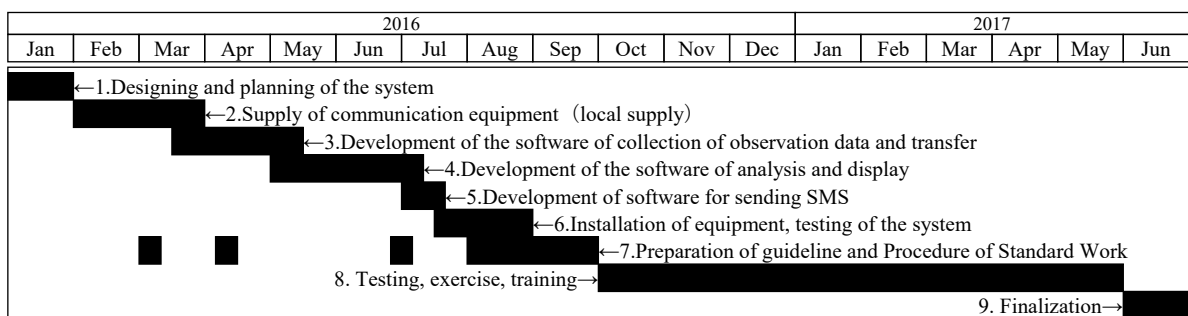 2016 2017
Jan Feb Mar Apr May Jun Jul Aug Sep Oct Nov Dec Jan Feb Mar Apr May Jun
←1.Designing and planning of the system
←2.Supply of communication equipment（local supply）
←3.Development of the software of collection of observation data and transfer
←4.Development of the software of analysis and display
←5.Development of software for sending SMS
←6.Installation of equipment, testing of the system
←7.Preparation of guideline and Procedure of Standard Work
8. Testing, exercise, training→
9. Finalization→